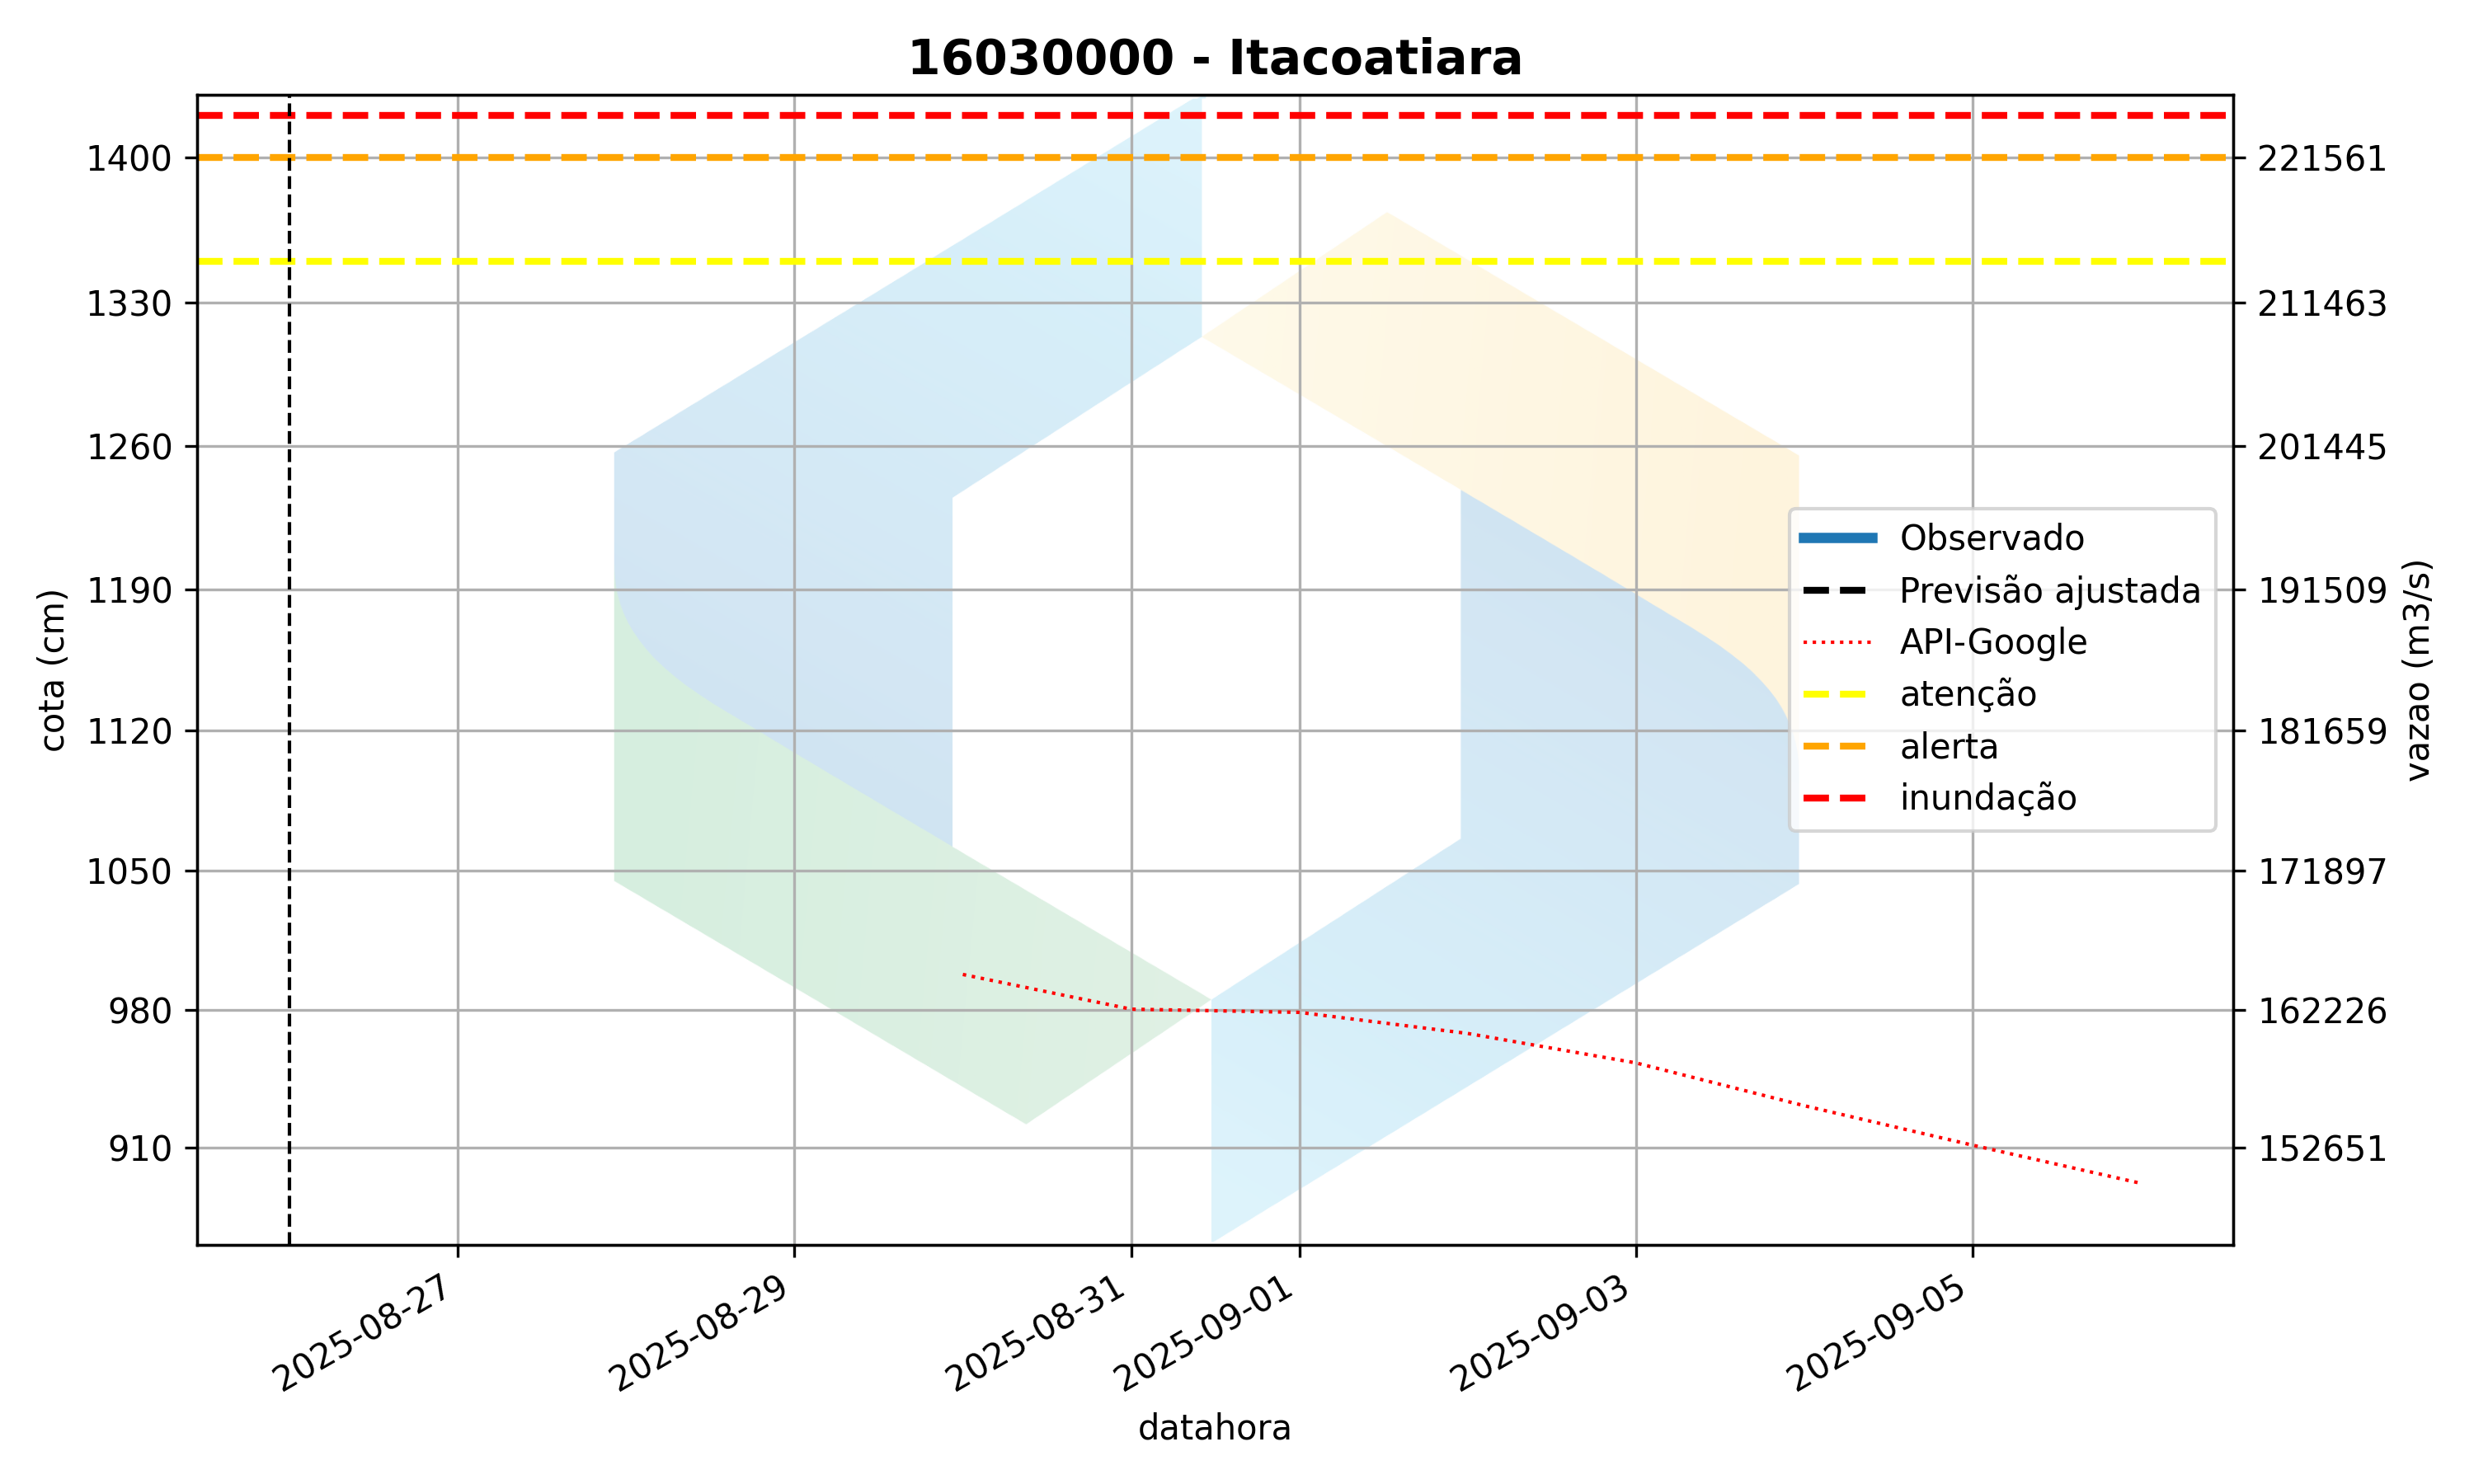 16030000 - Itacoatiara
1400
1330
1260
1190
1120
1050
980
910
cota (cm)
221561
211463
201445
191509
181659
171897
162226
152651
vazao (m3/s)
Observado
Previsão ajustada
API-Google
atenção
alerta
inundação
2025-08-27
2025-08-29
2025-08-31
2025-09-01
2025-09-03
2025-09-05
datahora